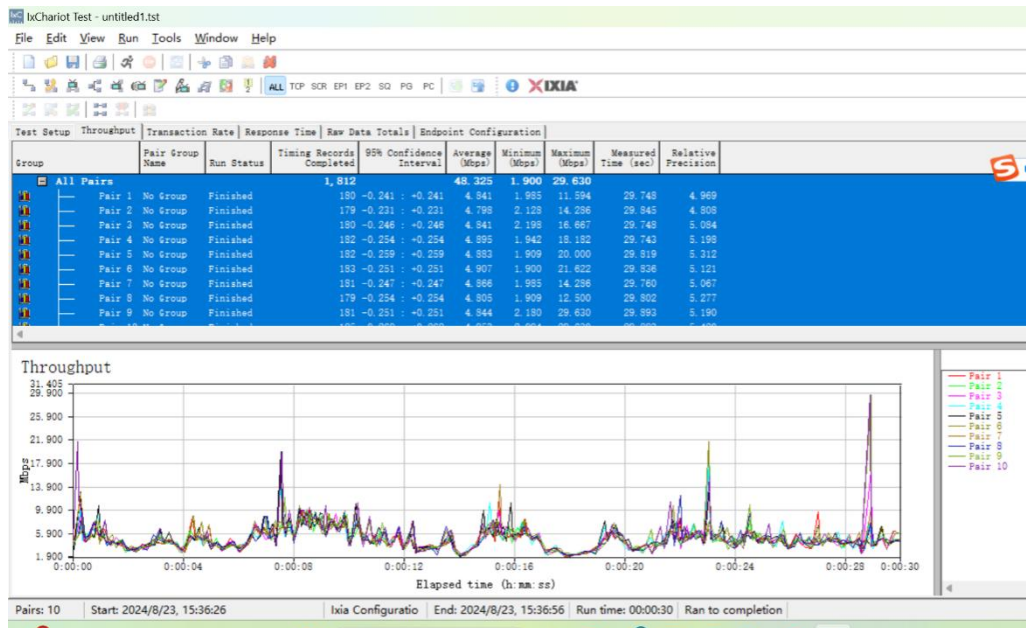 IxChariot Test - untitled1.tst
File Edit View Run Tools Window Help
ALL TCP SCR EP1 EP2 SQ PG PC IXIA
Test Setup Throughput Transaction Rate Response Time Raw Data Totals Endpoint Configuration
Group Pair Group Name Run Status Timing Records Completed 95% Confidence Interval Average (Mbps) Minimum (Mbps) Maximum (Mbps) Measured Time (sec) Relative Precision
All Pairs 1,812 48.325 1.900 29.630
Pair 1 No Group Finished 180 -0.241 : +0.241 4.841 1.985 11.594 29.748 4.969
Pair 2 No Group Finished 179 -0.231 : +0.231 4.798 2.128 14.286 29.845 4.808
Pair 3 No Group Finished 180 -0.246 : +0.246 4.841 2.198 16.667 29.748 5.084
Pair 4 No Group Finished 182 -0.254 : +0.254 4.895 1.942 18.182 29.743 5.198
Pair 5 No Group Finished 182 -0.259 : +0.259 4.883 1.909 20.000 29.819 5.312
Pair 6 No Group Finished 183 -0.251 : +0.251 4.907 1.900 21.622 29.836 5.121
Pair 7 No Group Finished 181 -0.247 : +0.247 4.866 1.985 14.286 29.760 5.067
Pair 8 No Group Finished 179 -0.254 : +0.254 4.805 1.909 12.500 29.802 5.277
Pair 9 No Group Finished 181 -0.251 : +0.251 4.844 2.180 29.630 29.893 5.190
Throughput
31.405
29.900
25.900
21.900
17.900
13.900
9.900
5.900
1.900
Mbps
0:00:00 0:00:04 0:00:08 0:00:12 0:00:16 0:00:20 0:00:24 0:00:28 0:00:30
Elapsed time (h:mm:ss)
Pair 1
Pair 2
Pair 3
Pair 4
Pair 5
Pair 6
Pair 7
Pair 8
Pair 9
Pair 10
Pairs: 10 Start: 2024/8/23, 15:36:26 Ixia Configuratio End: 2024/8/23, 15:36:56 Run time: 00:00:30 Ran to completion